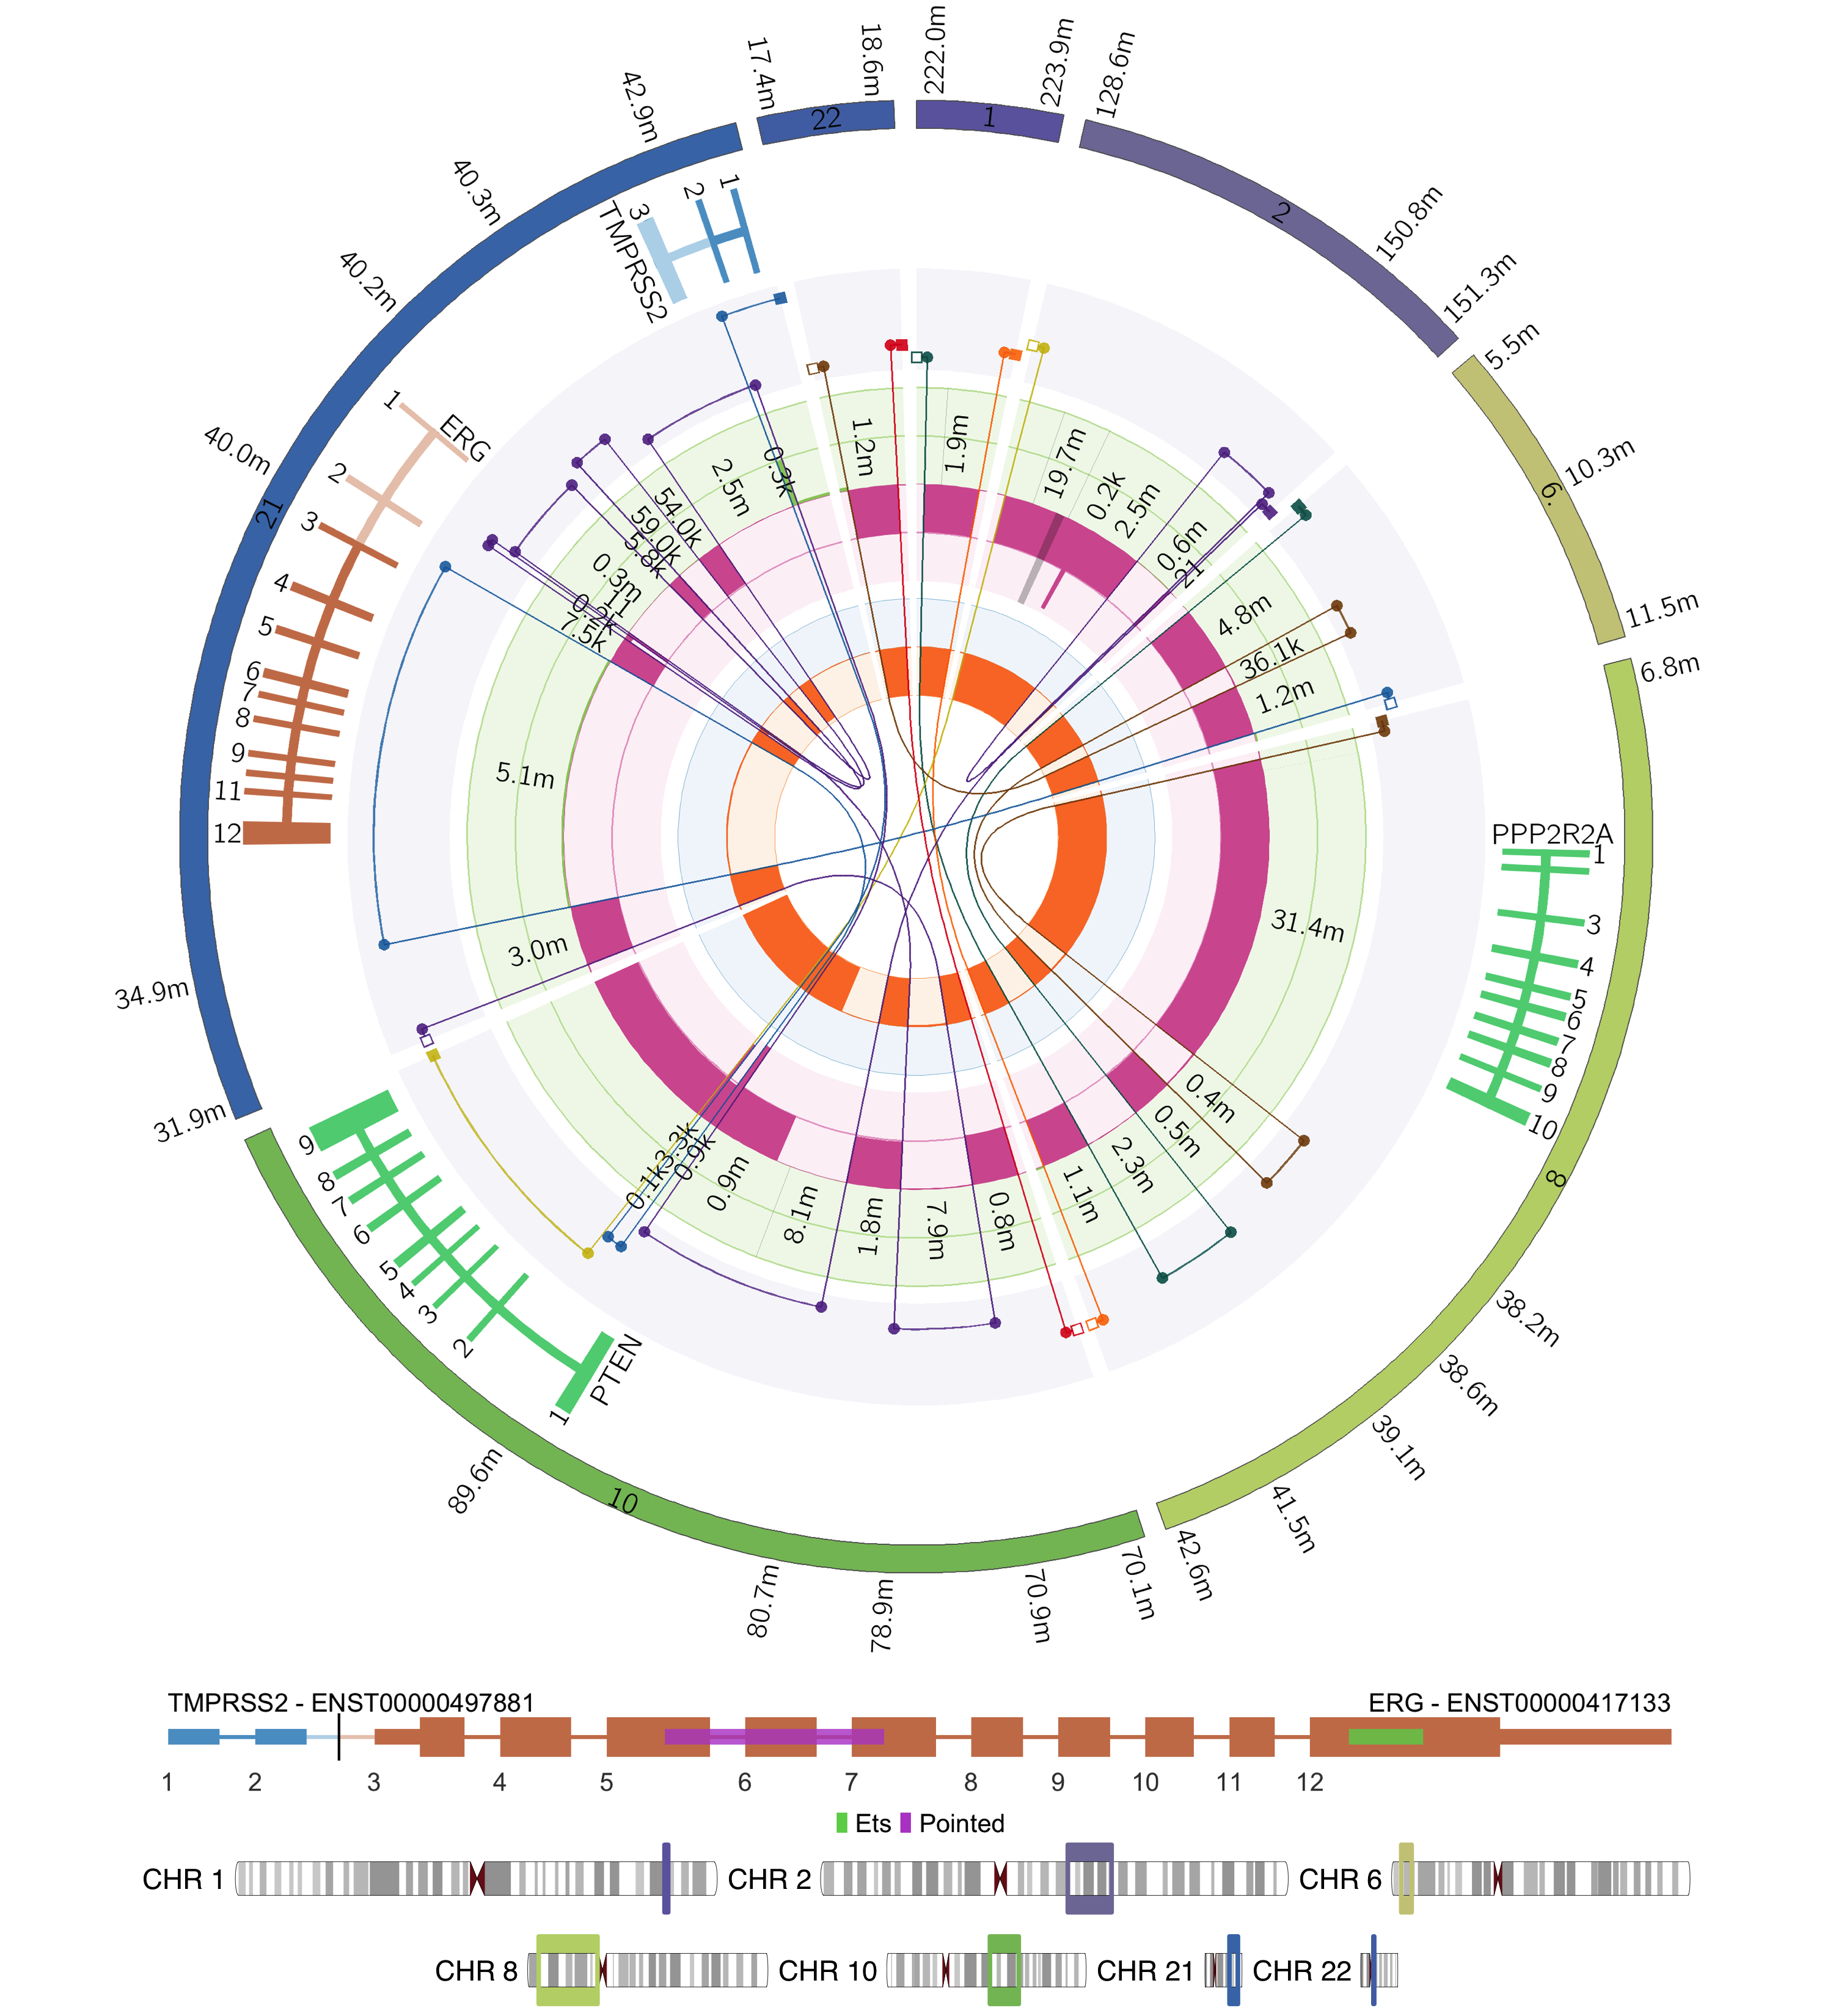 222.0m
1
223.9m
128.6m
2
150.8m
151.3m
5.5m
6.
10.3m
11.5m
6.8m
8
38.2m
38.6m
39.1m
41.5m
42.6m
70.1m
10
70.9m
78.9m
80.7m
89.6m
31.9m
21
34.9m
40.0m
40.2m
40.3m
42.9m
17.4m
22
18.6m
TMPRSS2
1
2
3
ERG
1
2
3
4
5
6
7
8
9
11
12
PPP2R2A
1
3
4
5
6
7
8
9
10
PTEN
1
2
3
4
5
6
7
8
9
1.9m
19.7m
0.2k
2.5m
0.6m
21
4.8m
36.1k
1.2m
31.4m
0.4m
0.5m
2.3m
1.1m
0.8m
7.9m
1.8m
8.1m
0.9m
0.9k
3.3k
0.1k
3.0m
5.1m
7.5k
0.2k
11
0.3m
5.8k
59.0k
54.0k
2.5m
0.3k
1.2m
TMPRSS2 - ENST00000497881 ERG - ENST00000417133
1 2 3 4 5 6 7 8 9 10 11 12
Ets Pointed
CHR 1 CHR 2 CHR 6
CHR 8 CHR 10 CHR 21 CHR 22